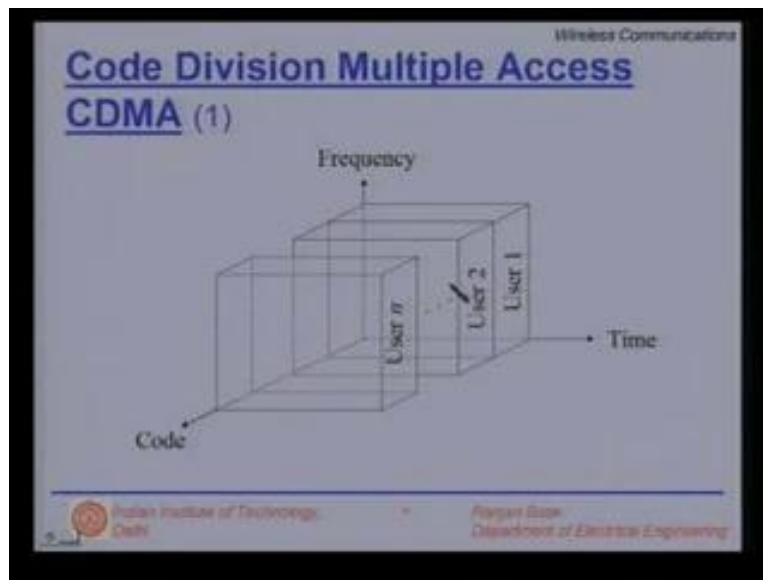 Wireless Communications
Code Division Multiple Access
CDMA (1)
Frequency
User 1
User 2
User n
Time
Code
Indian Institute of Technology,
Delhi
Ranjan Bose
Department of Electrical Engineering